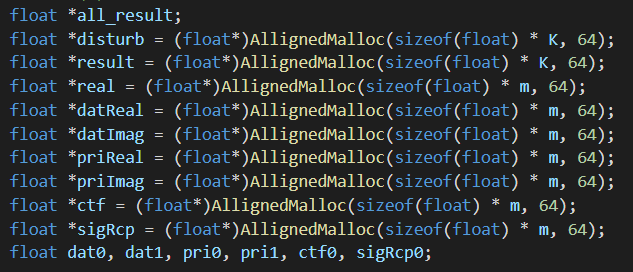 float *all_result;
float *disturb = (float*)AllignedMalloc(sizeof(float) * K, 64);
float *result = (float*)AllignedMalloc(sizeof(float) * K, 64);
float *real = (float*)AllignedMalloc(sizeof(float) * m, 64);
float *datReal = (float*)AllignedMalloc(sizeof(float) * m, 64);
float *datImag = (float*)AllignedMalloc(sizeof(float) * m, 64);
float *priReal = (float*)AllignedMalloc(sizeof(float) * m, 64);
float *priImag = (float*)AllignedMalloc(sizeof(float) * m, 64);
float *ctf = (float*)AllignedMalloc(sizeof(float) * m, 64);
float *sigRcp = (float*)AllignedMalloc(sizeof(float) * m, 64);
float dat0, dat1, pri0, pri1, ctf0, sigRcp0;